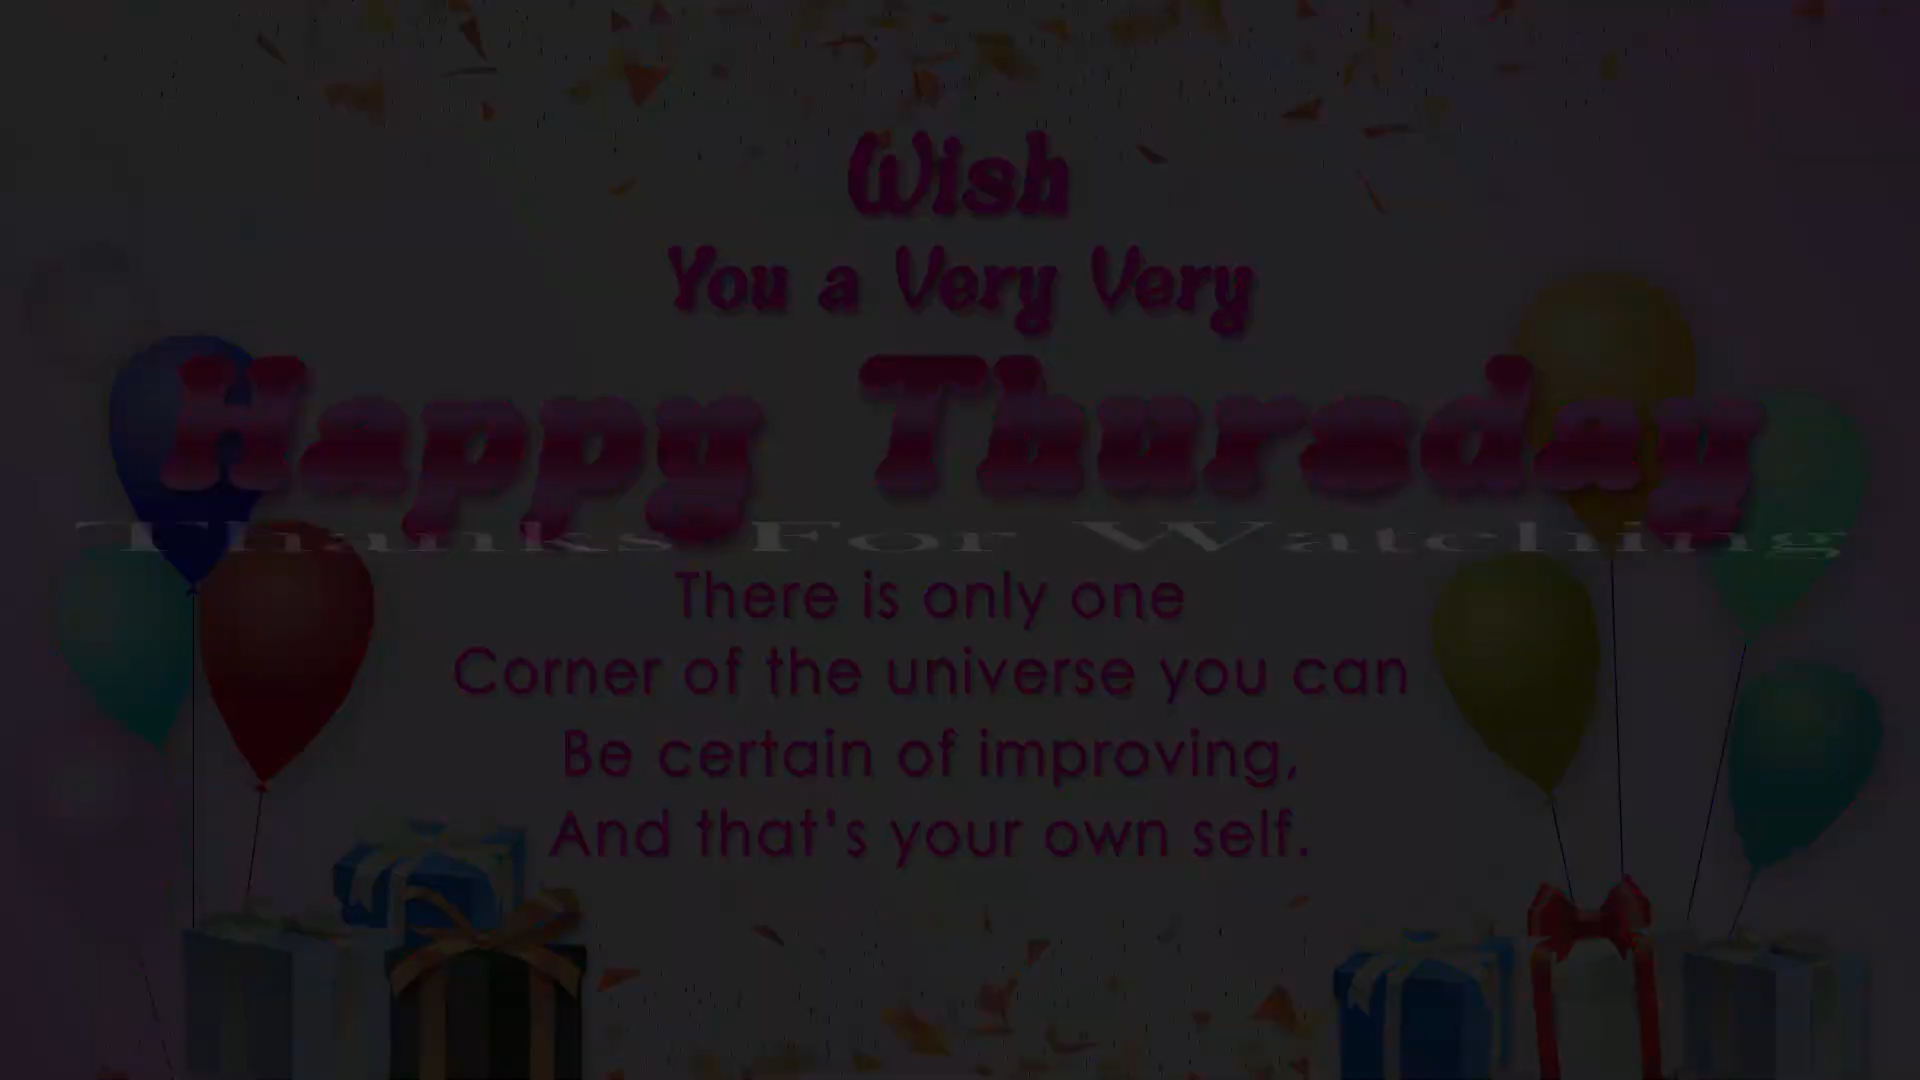 Wish
You a Very Very
Happy Thursday
Thanks For Watching
There is only one
Corner of the universe you can
Be certain of improving,
And that's your own self.